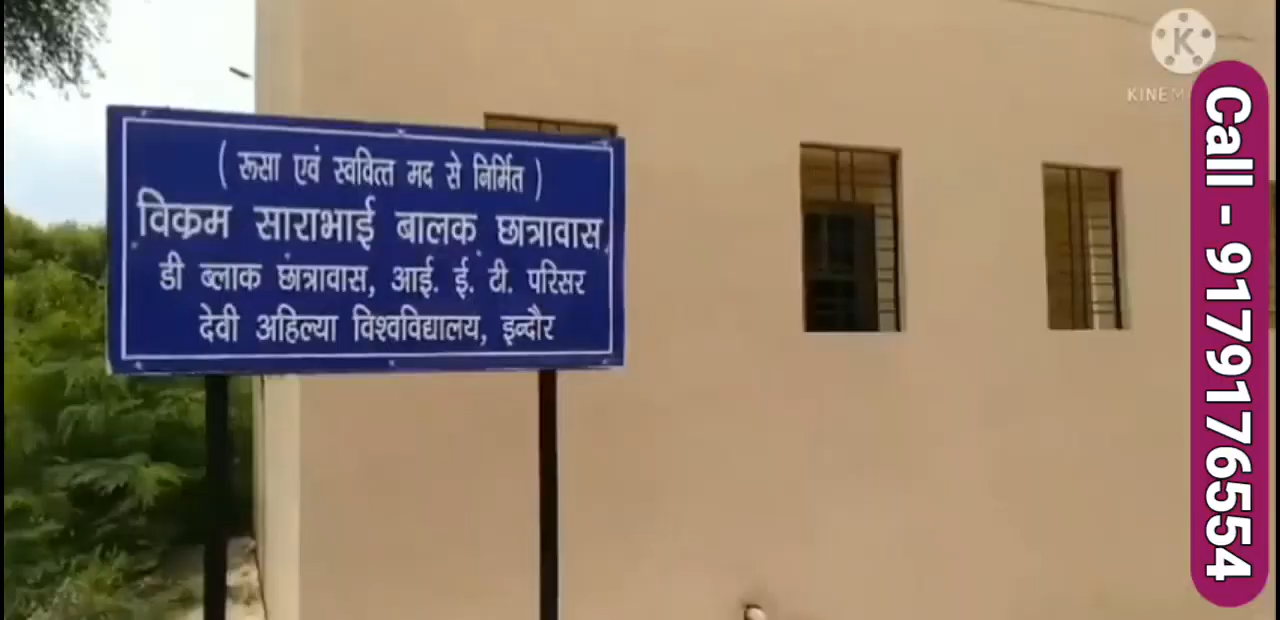 ( रूसा एवं स्ववित्त मद से निर्मित )
विक्रम साराभाई बालक छात्रावास
डी ब्लाक छात्रावास, आई. ई. टी. परिसर
देवी अहिल्या विश्वविद्यालय, इन्दौर
K
Call - 9179176554